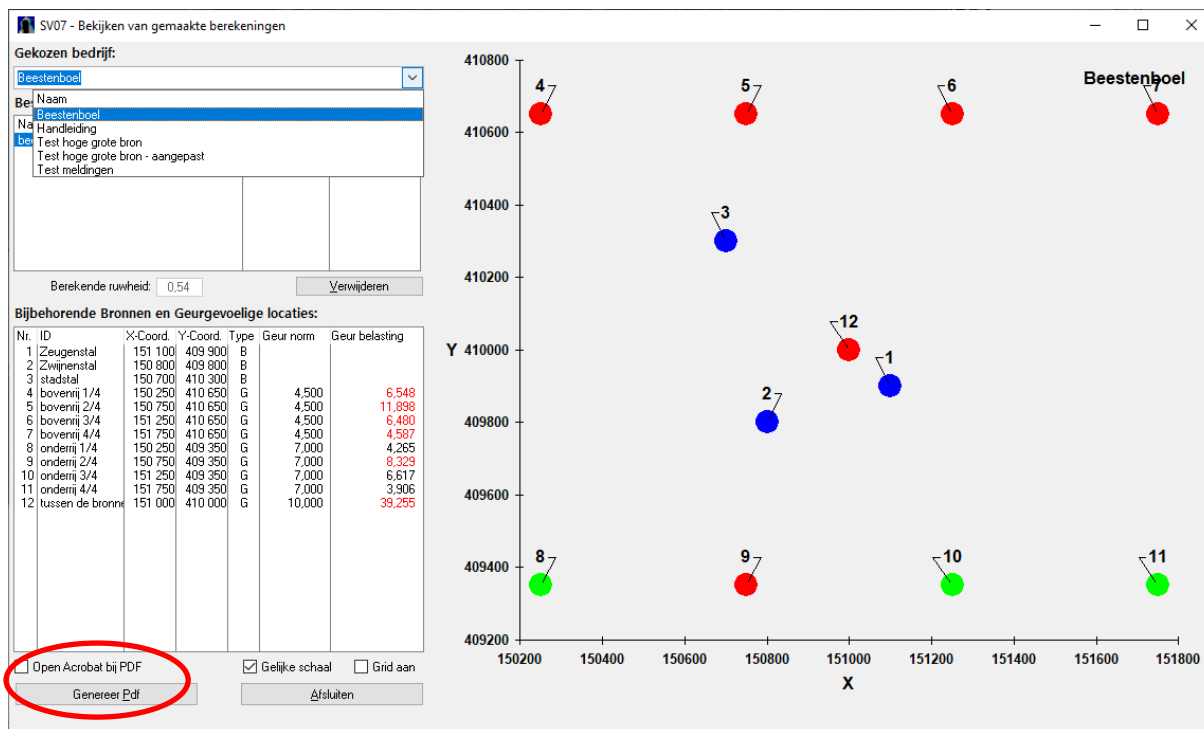 SV07 - Bekijken van gemaakte berekeningen
Gekozen bedrijf:
Beestenboel
Naam
Beestenboel
Handleiding
Test hoge grote bron
Test hoge grote bron - aangepast
Test meldingen
Berekende ruwheid: 0,54 Verwijderen
Bijbehorende Bronnen en Geurgevoelige locaties:
Nr. ID X-Coord. Y-Coord. Type Geur norm Geur belasting
1 Zeugenstal 151 100 409 900 B
2 Zwijnenstal 150 800 409 800 B
3 stadstal 150 700 410 300 B
4 bovenrij 1/4 150 250 410 650 G 4,500 6,548
5 bovenrij 2/4 150 750 410 650 G 4,500 11,898
6 bovenrij 3/4 151 250 410 650 G 4,500 6,480
7 bovenrij 4/4 151 750 410 650 G 4,500 4,587
8 onderrij 1/4 150 250 409 350 G 7,000 4,265
9 onderrij 2/4 150 750 409 350 G 7,000 8,329
10 onderrij 3/4 151 250 409 350 G 7,000 6,617
11 onderrij 4/4 151 750 409 350 G 7,000 3,906
12 tussen de bronne 151 000 410 000 G 10,000 39,255
Open Acrobat bij PDF Gelijke schaal Grid aan
Genereer Pdf Afsluiten
Beestenboel
410800
4 5 6 7
410600
410400
3
410200
12
Y 410000
1
2
409800
409600
8 9 10 11
409400
409200
150200 150400 150600 150800 151000 151200 151400 151600 151800
X